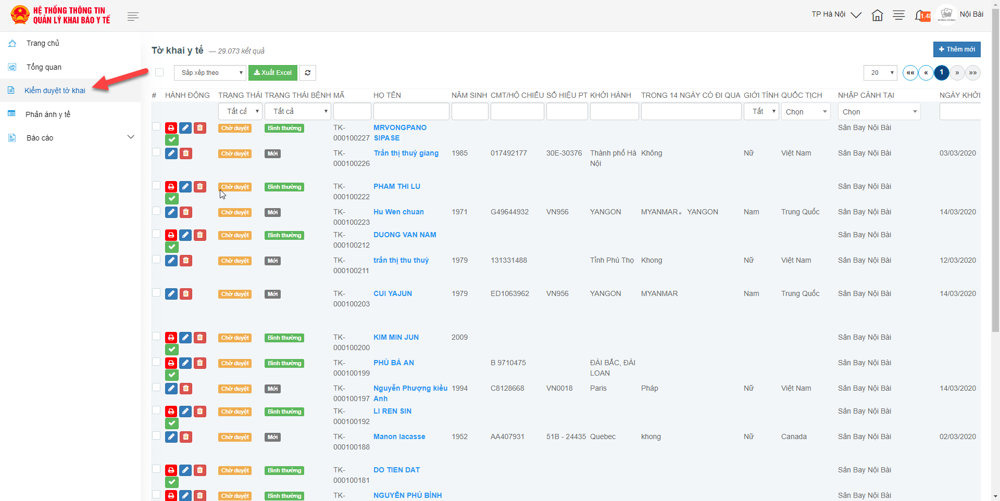 HỆ THỐNG THÔNG TIN
QUẢN LÝ KHAI BÁO Y TẾ
TP Hà Nội
1.48
KHÔNG CÓ ẢNH
Nội Bài
Trang chủ
Tổng quan
Kiểm duyệt tờ khai
Phản ánh y tế
Báo cáo
Tờ khai y tế — 29.073 kết quả
+ Thêm mới
Sắp xếp theo Xuất Excel
20 «« « 1 » »»
# HÀNH ĐỘNG TRẠNG THÁI TRẠNG THÁI BỆNH MÃ HỌ TÊN NĂM SINH CMT/HỘ CHIẾU SỐ HIỆU PT KHỞI HÀNH TRONG 14 NGÀY CÓ ĐI QUA GIỚI TÍNH QUỐC TỊCH NHẬP CẢNH TẠI NGÀY KHỞI
Tất cả Tất cả Tất Chọn Chọn
Chờ duyệt Bình thường TK- MRVONGPANO Sân Bay Nội Bài
000100227 SIPASE
Chờ duyệt Mới TK- Trần thị thuỳ giang 1985 017492177 30E-30376 Thành phố Hà Không Nữ Việt Nam Sân Bay Nội Bài 03/03/2020
000100226 Nội
Chờ duyệt Bình thường TK- PHAM THI LU Sân Bay Nội Bài
000100222
Chờ duyệt Mới TK- Hu Wen chuan 1971 G49644932 VN956 YANGON MYANMAR。 YANGON Nam Trung Quốc Sân Bay Nội Bài 14/03/2020
000100223
Chờ duyệt Bình thường TK- DUONG VAN NAM Sân Bay Nội Bài
000100212
Chờ duyệt Mới TK- trần thị thu thuỳ 1979 131331488 Tỉnh Phú Thọ Khong Nữ Việt Nam Sân Bay Nội Bài 12/03/2020
000100211
Chờ duyệt Mới TK- CUI YAJUN 1979 ED1063962 VN956 YANGON MYANMAR Nam Trung Quốc Sân Bay Nội Bài 14/03/2020
000100203
Chờ duyệt Bình thường TK- KIM MIN JUN 2009 Sân Bay Nội Bài
000100200
Chờ duyệt Bình thường TK- PHÙ BÁ AN B 9710475 ĐÀI BẮC, ĐÀI Sân Bay Nội Bài
000100199 LOAN
Chờ duyệt Mới TK- Nguyễn Phượng kiều 1994 C8128668 VN0018 Paris Pháp Nữ Việt Nam Sân Bay Nội Bài 14/03/2020
000100197 Anh
Chờ duyệt Bình thường TK- LI REN SIN Sân Bay Nội Bài
000100192
Chờ duyệt Mới TK- Manon lacasse 1952 AA407931 51B - 24435 Quebec khong Nữ Canada Sân Bay Nội Bài 02/03/2020
000100188
Chờ duyệt Bình thường TK- DO TIEN DAT Sân Bay Nội Bài
000100181
Chờ duyệt Bình thường TK- NGUYỄN PHÚ BÌNH Sân Bay Nội Bài